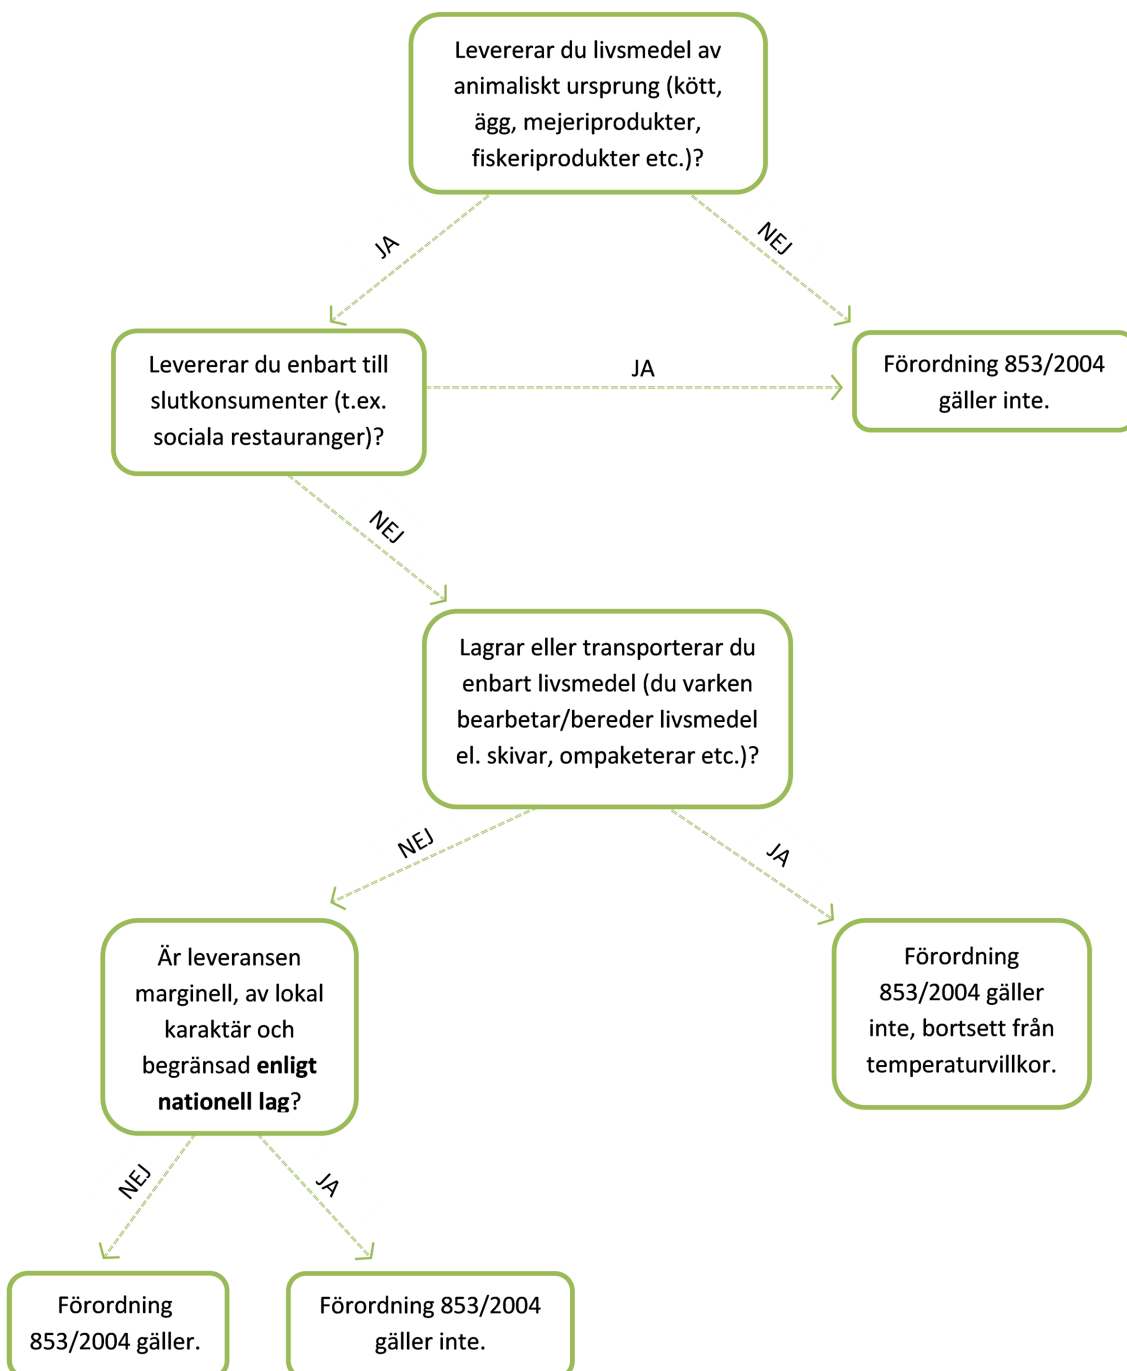 Levererar du livsmedel av
animaliskt ursprung (kött,
ägg, mejeriprodukter,
fiskeriprodukter etc.)?
JA
NEJ
Levererar du enbart till
slutkonsumenter (t.ex.
sociala restauranger)?
JA
Förordning 853/2004
gäller inte.
NEJ
Lagrar eller transporterar du
enbart livsmedel (du varken
bearbetar/bereder livsmedel
el. skivar, ompaketerar etc.)?
NEJ
JA
Är leveransen
marginell, av lokal
karaktär och
begränsad enligt
nationell lag?
Förordning
853/2004 gäller
inte, bortsett från
temperaturvillkor.
NEJ
JA
Förordning
853/2004 gäller.
Förordning 853/2004
gäller inte.